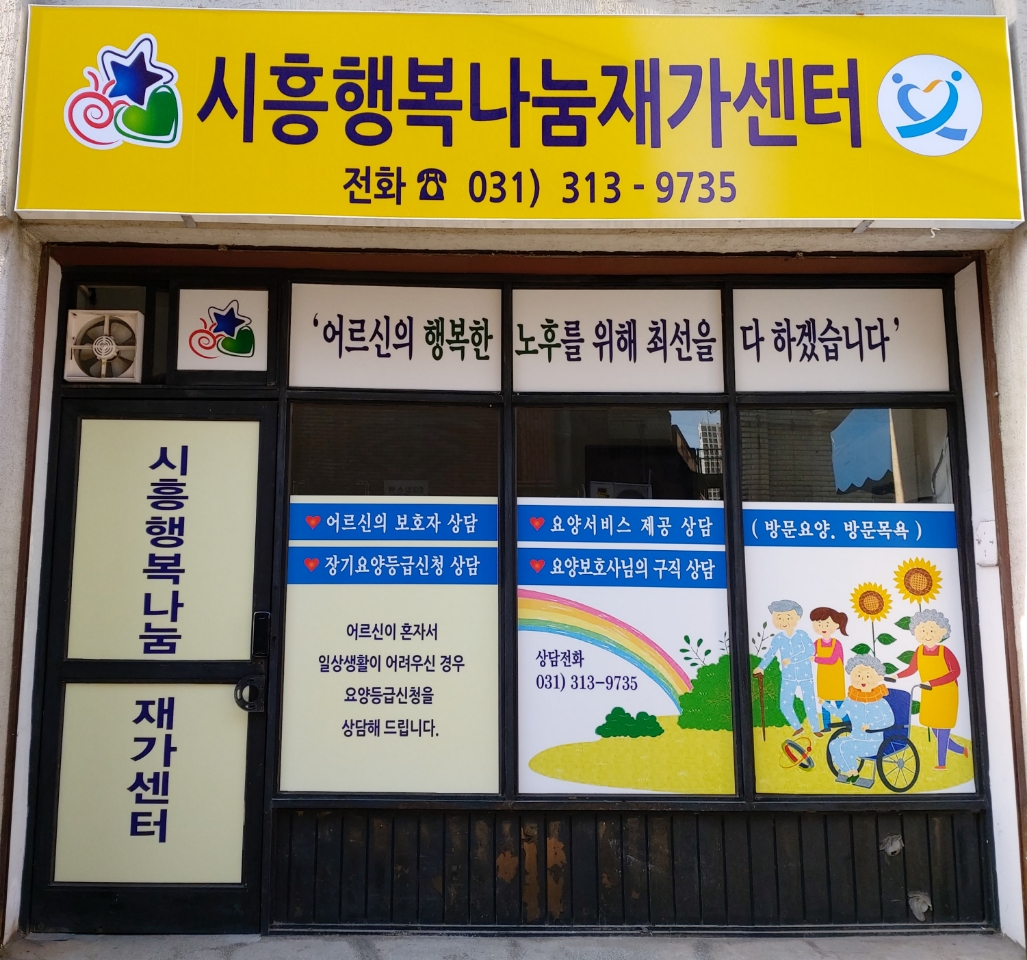 시흥행복나눔재가센터
전화 ☎ 031) 313-9735
'어르신의 행복한 노후를 위해 최선을 다 하겠습니다'
시흥행복나눔
재가센터
♥ 어르신의 보호자 상담
♥ 장기요양등급신청 상담
어르신이 혼자서
일상생활이 어려우신 경우
요양등급신청을
상담해 드립니다.
♥ 요양서비스 제공 상담
♥ 요양보호사님의 구직 상담
상담전화
031) 313-9735
( 방문요양. 방문목욕 )